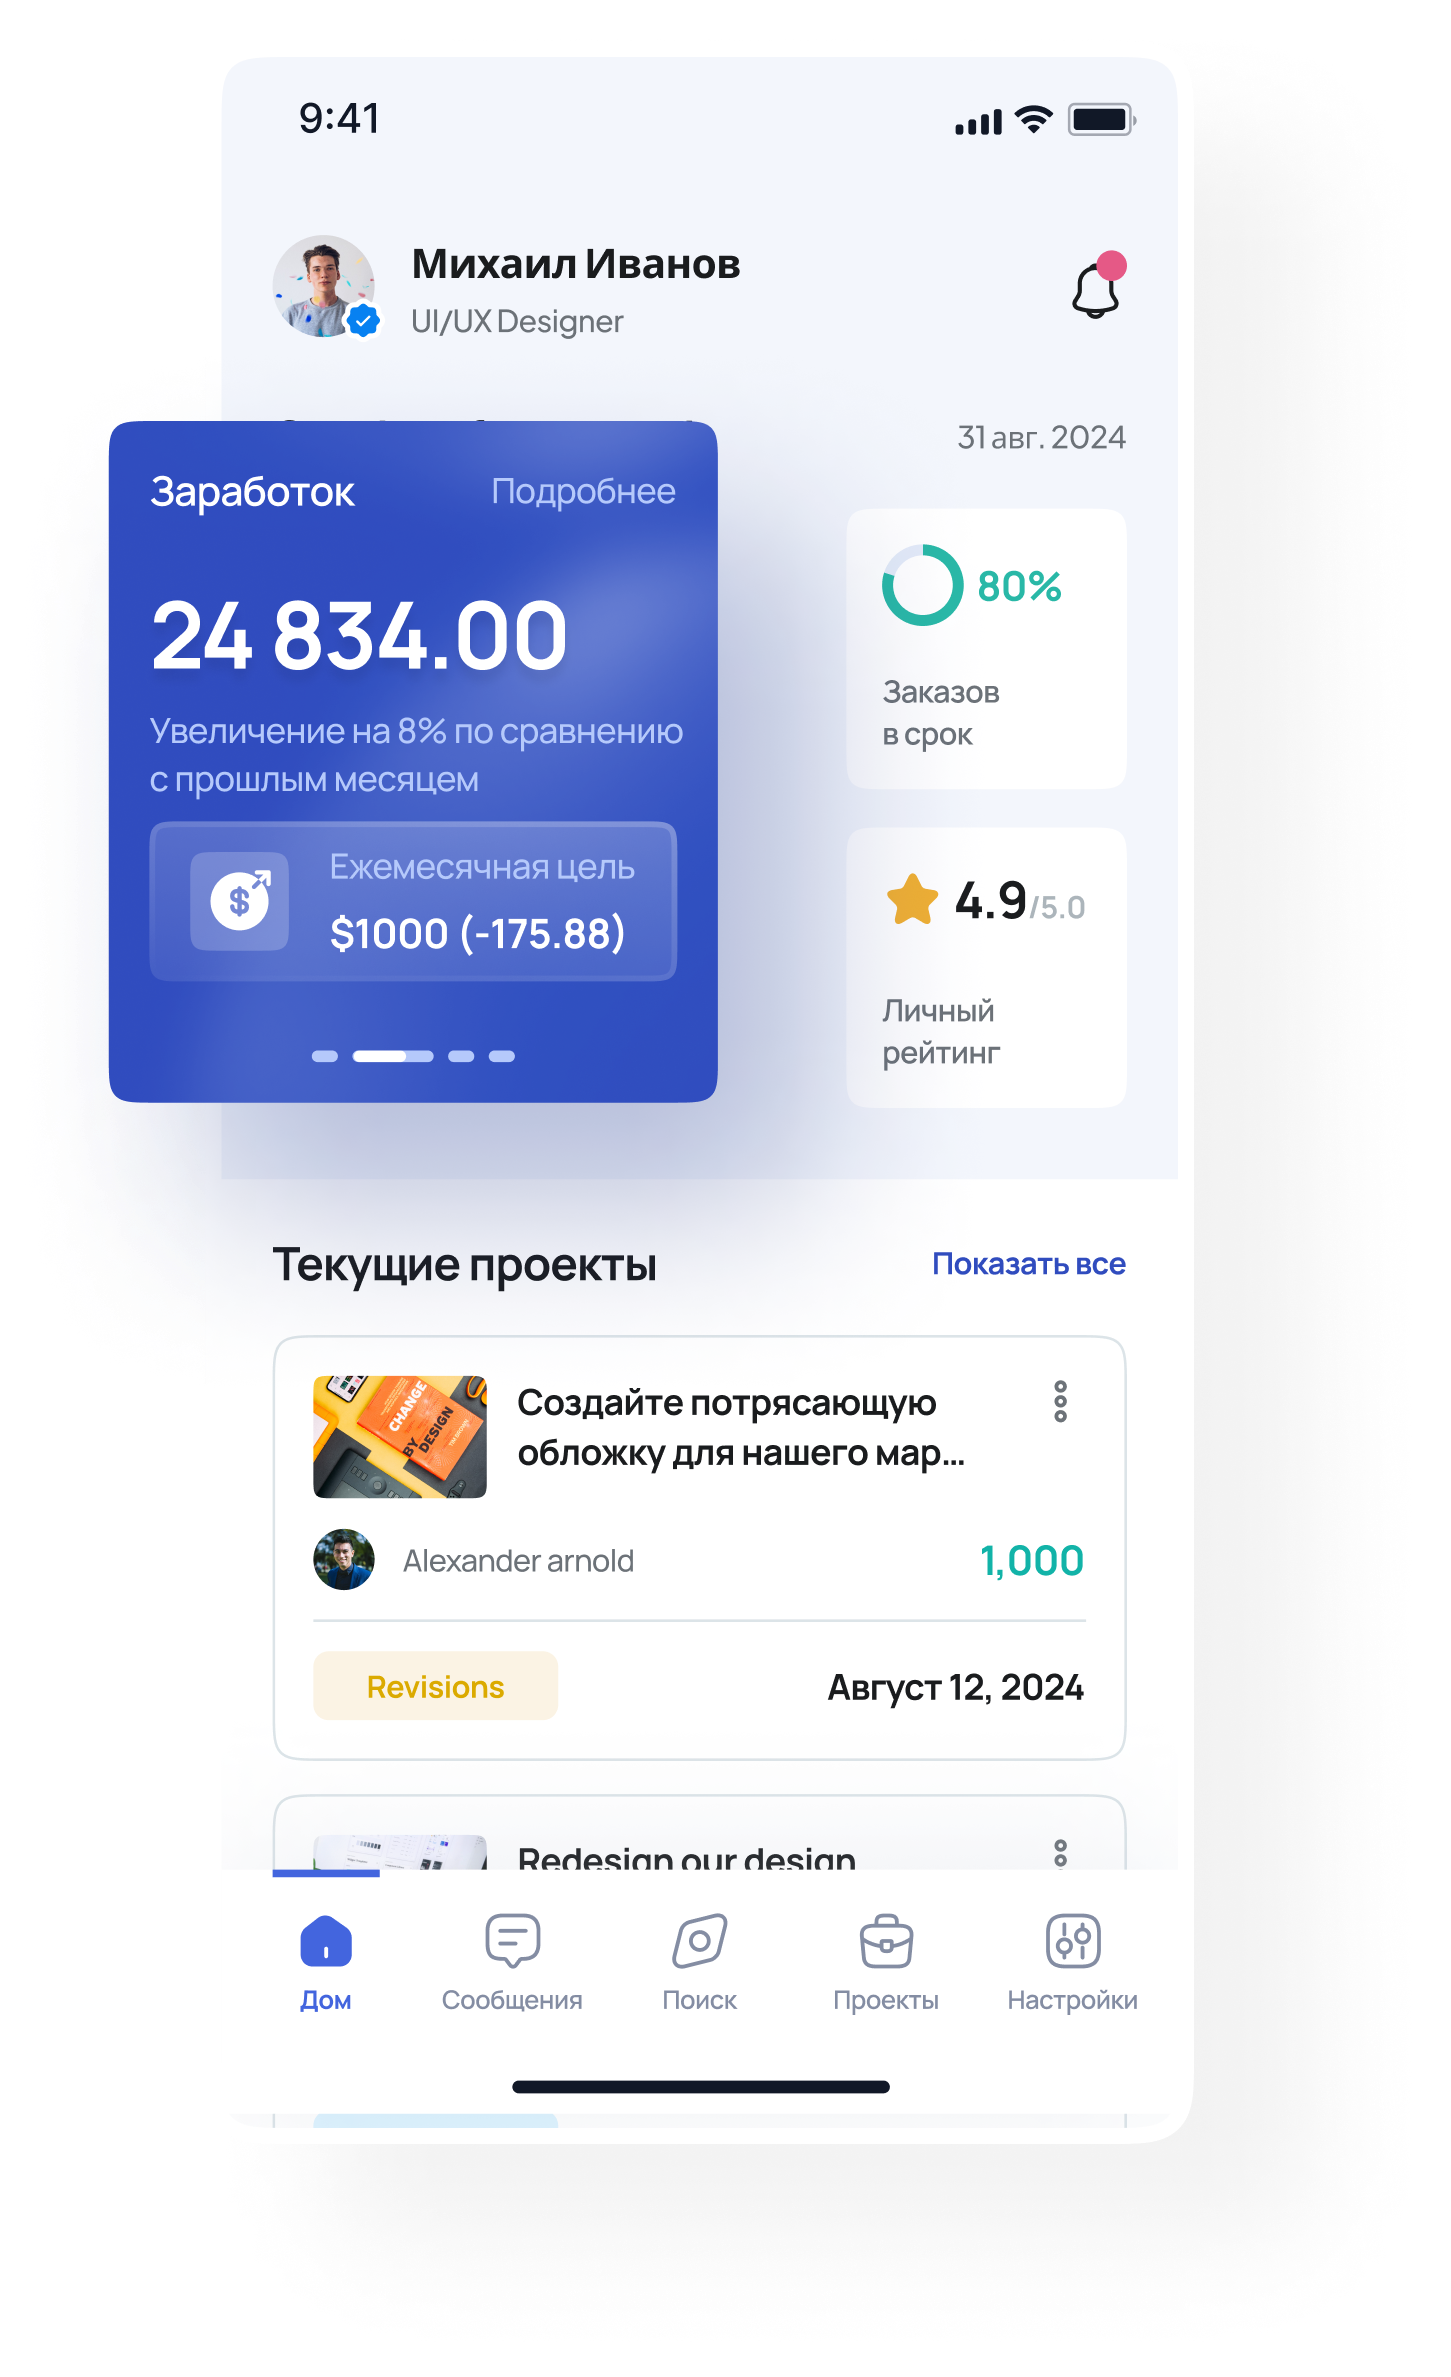 9:41
Михаил Иванов
UI/UX Designer
31 авг. 2024
Заработок
Подробнее
24 834.00
Увеличение на 8% по сравнению
с прошлым месяцем
Ежемесячная цель
$1000 (-175.88)
80%
Заказов
в срок
4.9/5.0
Личный
рейтинг
Текущие проекты
Показать все
CHANGE
BY
DESIGN
Создайте потрясающую
обложку для нашего мар...
Alexander arnold
1,000
Revisions
Август 12, 2024
Redesign our design
Дом
Сообщения
Поиск
Проекты
Настройки